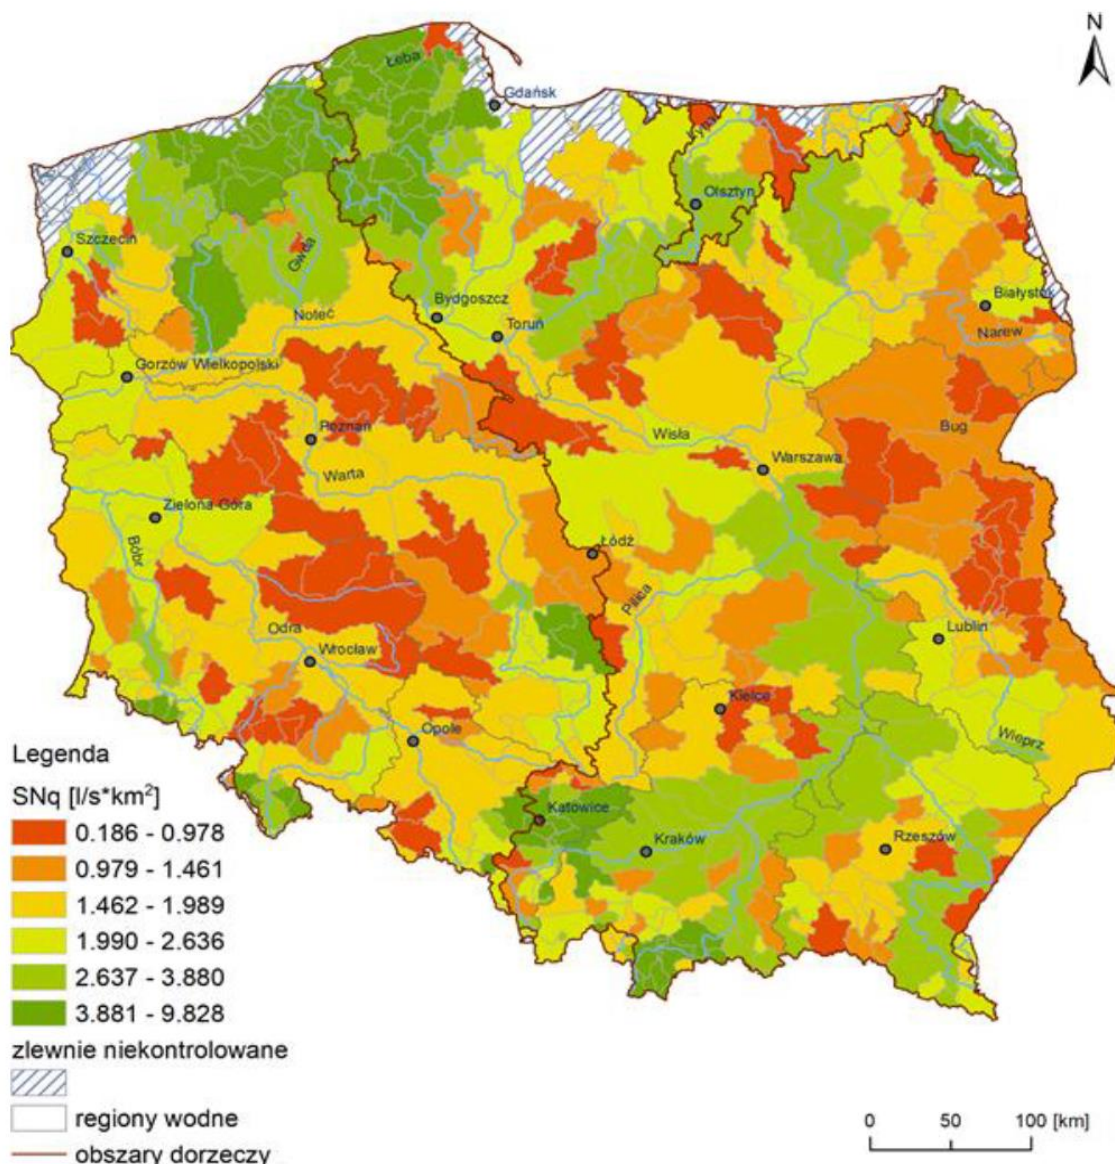 N
Łeba
Gdańsk
Łyna
Olsztyn
Szczecin
Gwda
Bydgoszcz
Białystok
Noteć
Toruń
Narew
Gorzów Wielkopolski
Bug
Poznań
Wisła
Warszawa
Warta
Zielona Góra
Bóbr
Łódź
Pilica
Odra
Lublin
Wrocław
Kielce
Opole
Wieprz
Katowice
Kraków
Rzeszów
Legenda
SNq [l/s*km²]
0.186 - 0.978
0.979 - 1.461
1.462 - 1.989
1.990 - 2.636
2.637 - 3.880
3.881 - 9.828
zlewnie niekontrolowane
regiony wodne
obszary dorzeczy
0 50 100 [km]